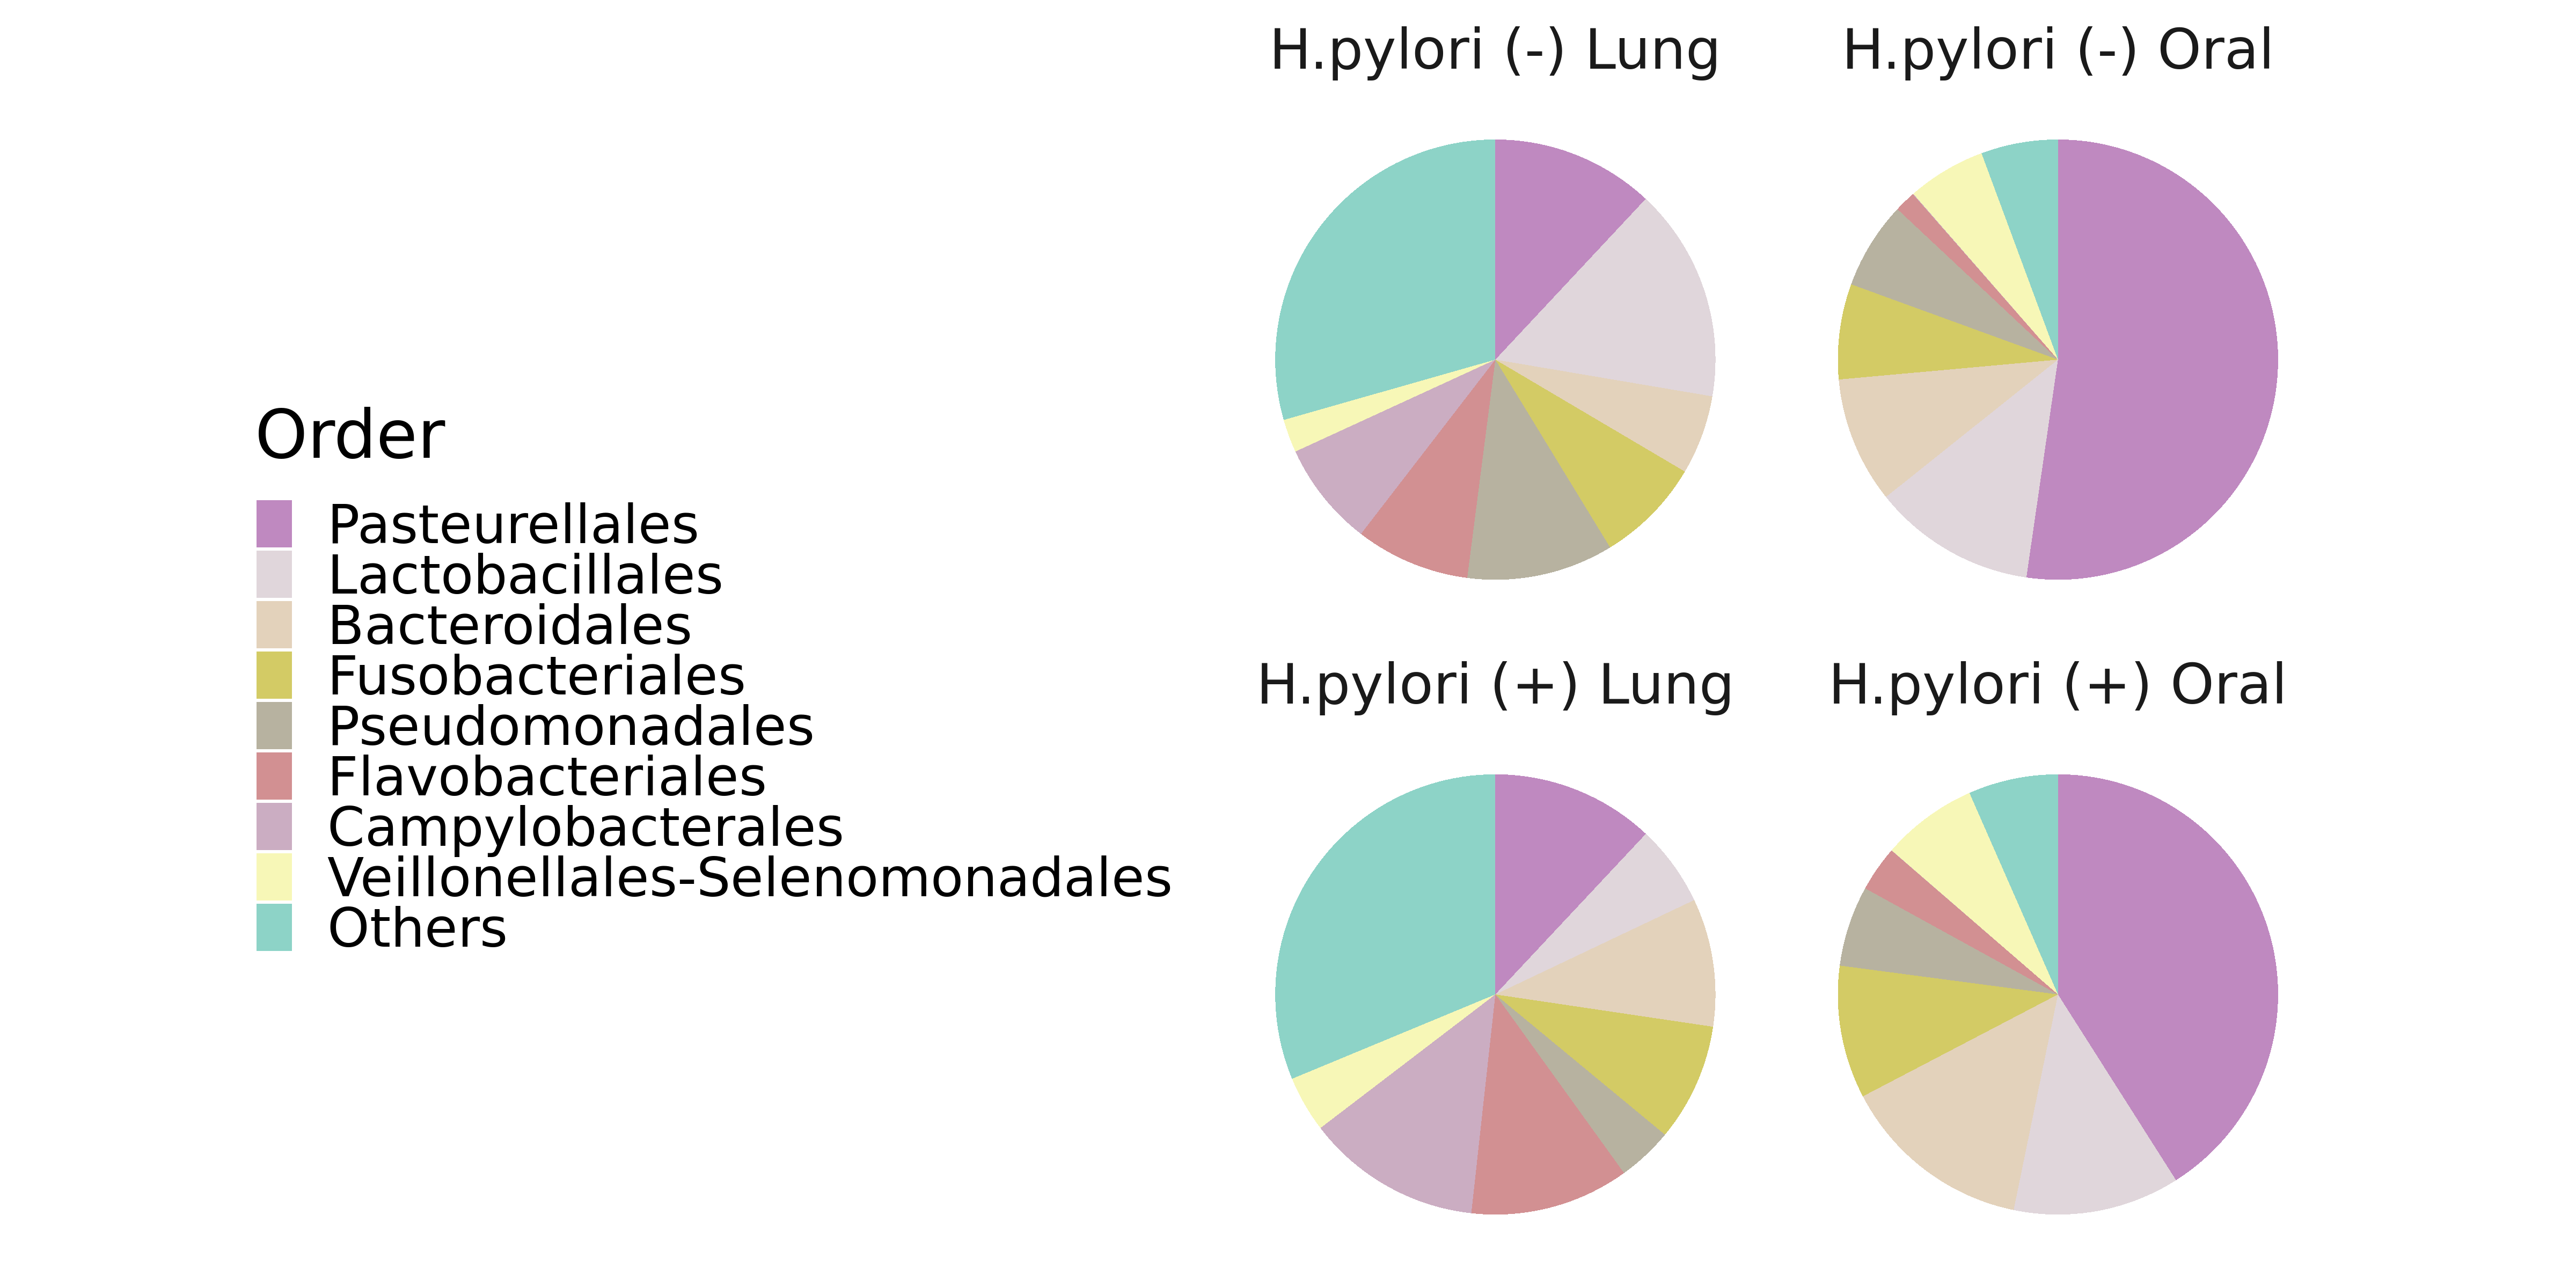 H.pylori (-) Lung
H.pylori (-) Oral
Order
Pasteurellales
Lactobacillales
Bacteroidales
Fusobacteriales
Pseudomonadales
Flavobacteriales
Campylobacterales
Veillonellales-Selenomonadales
Others
H.pylori (+) Lung
H.pylori (+) Oral